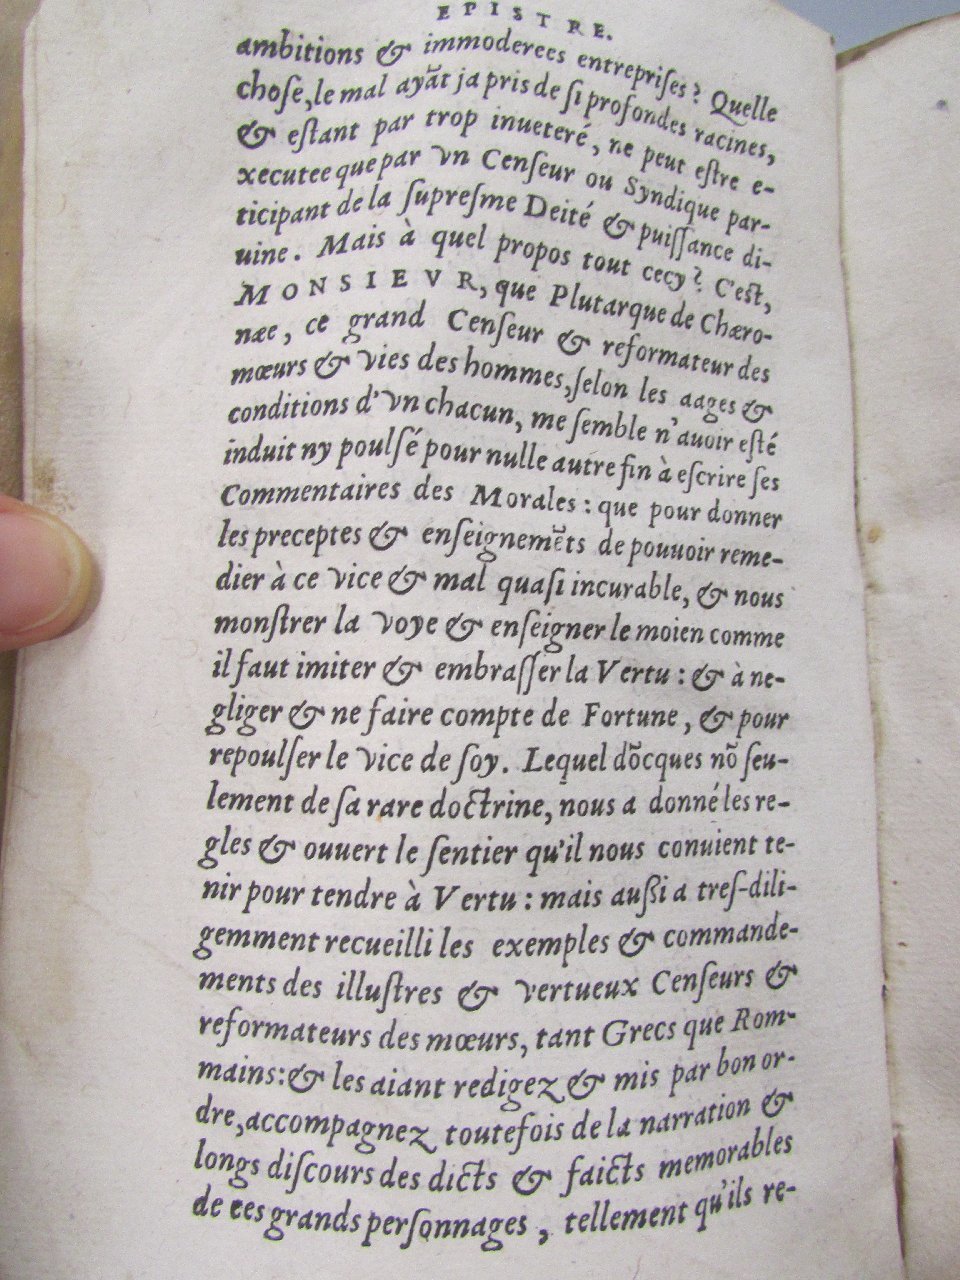 EPISTRE.
ambitions & immoderees entreprises? Quelle
chose, le mal ayāt ja pris de si profondes racines,
& estant par trop inueteré, ne peut estre e-
xecutee que par vn Censeur ou Syndique par-
ticipant de la supresme Deité & puissance di-
uine. Mais à quel propos tout cecy? C'est,
MONSIEVR, que Plutarque de Chæro-
næe, ce grand Censeur & reformateur des
mœurs & vies des hommes, selon les aages &
conditions d'vn chacun, me semble n'auoir esté
induit ny poulsé pour nulle autre fin à escrire ses
Commentaires des Morales: que pour donner
les preceptes & enseignemēts de pouuoir reme-
dier à ce vice & mal quasi incurable, & nous
monstrer la voye & enseigner le moien comme
il faut imiter & embrasser la Vertu: & à ne-
gliger & ne faire compte de Fortune, & pour
repoulser le vice de soy. Lequel dōcques nō seu-
lement de sa rare doctrine, nous a donné les re-
gles & ouuert le sentier qu'il nous conuient te-
nir pour tendre à Vertu: mais aussi a tres-dili-
gemment recueilli les exemples & commande-
ments des illustres & vertueux Censeurs &
reformateurs des mœurs, tant Grecs que Rom-
mains: & les aiant redigez & mis par bon or-
dre, accompagnez toutefois de la narration &
longs discours des dicts & faicts memorables
de ces grands personnages, tellement qu'ils re-